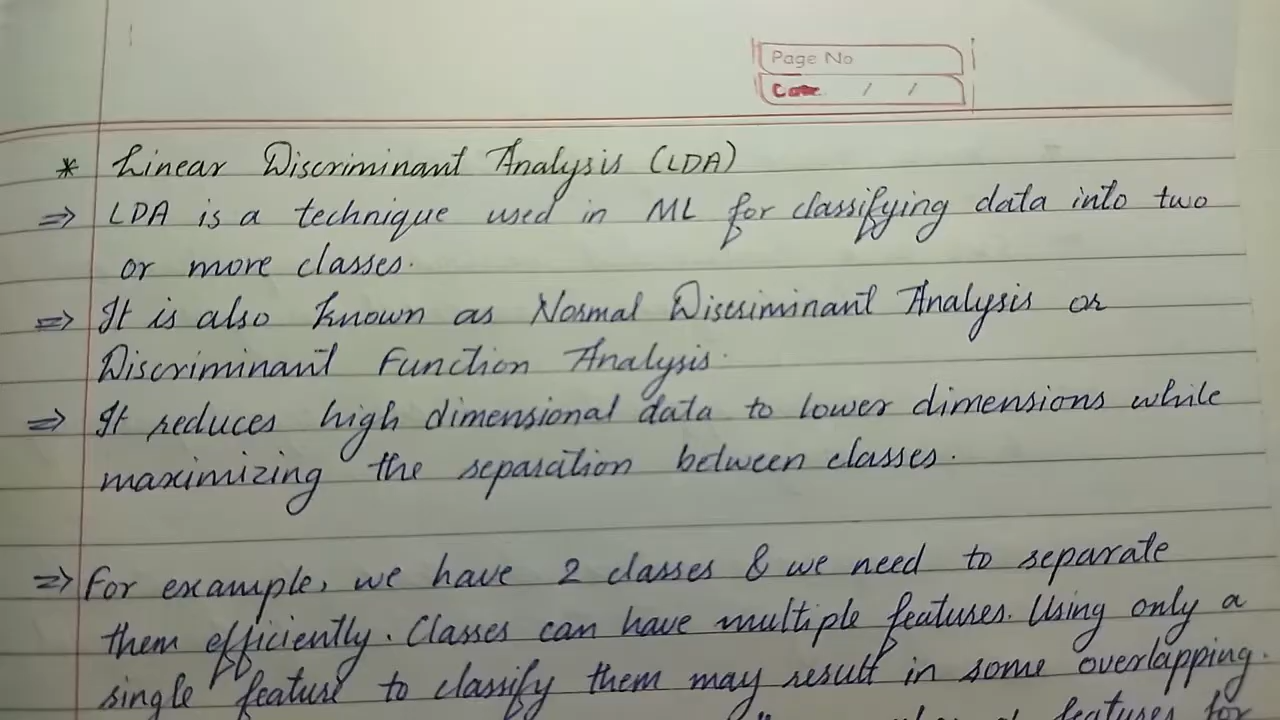 Page No
/ /
* Linear Discriminant Analysis (LDA)
⇒ LDA is a technique used in ML for classifying data into two
or more classes.
⇒ It is also known as Normal Discriminant Analysis or
Discriminant Function Analysis.
⇒ It reduces high dimensional data to lower dimensions while
maximizing the separation between classes.
⇒ For example, we have 2 classes & we need to separate
them efficiently. Classes can have multiple features. Using only a
single feature to classify them may result in some overlapping.
features for